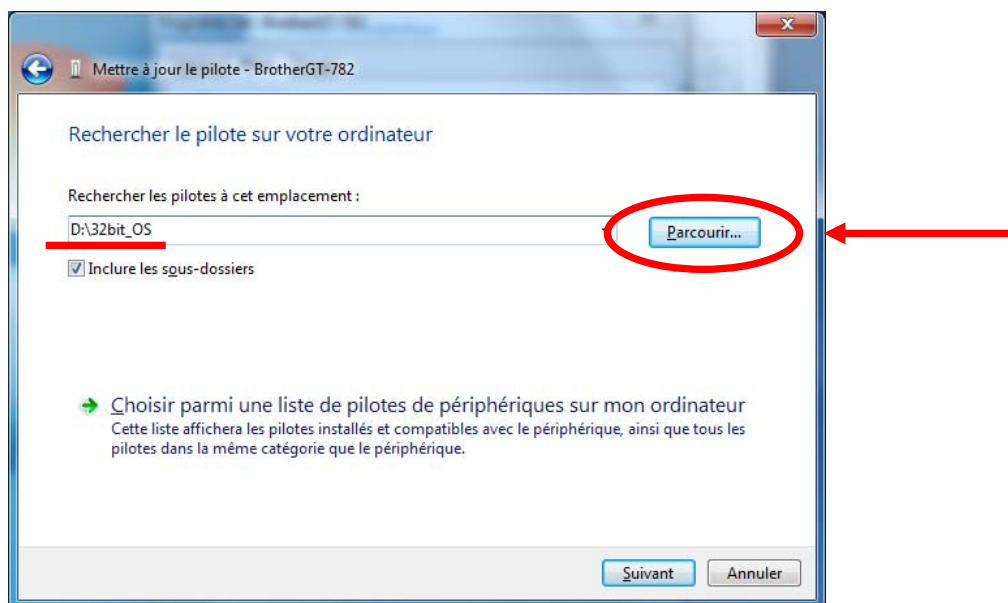 Mettre à jour le pilote - BrotherGT-782
Rechercher le pilote sur votre ordinateur
Rechercher les pilotes à cet emplacement :
D:\32bit_OS
Parcourir...
Inclure les sous-dossiers
Choisir parmi une liste de pilotes de périphériques sur mon ordinateur
Cette liste affichera les pilotes installés et compatibles avec le périphérique, ainsi que tous les
pilotes dans la même catégorie que le périphérique.
Suivant
Annuler